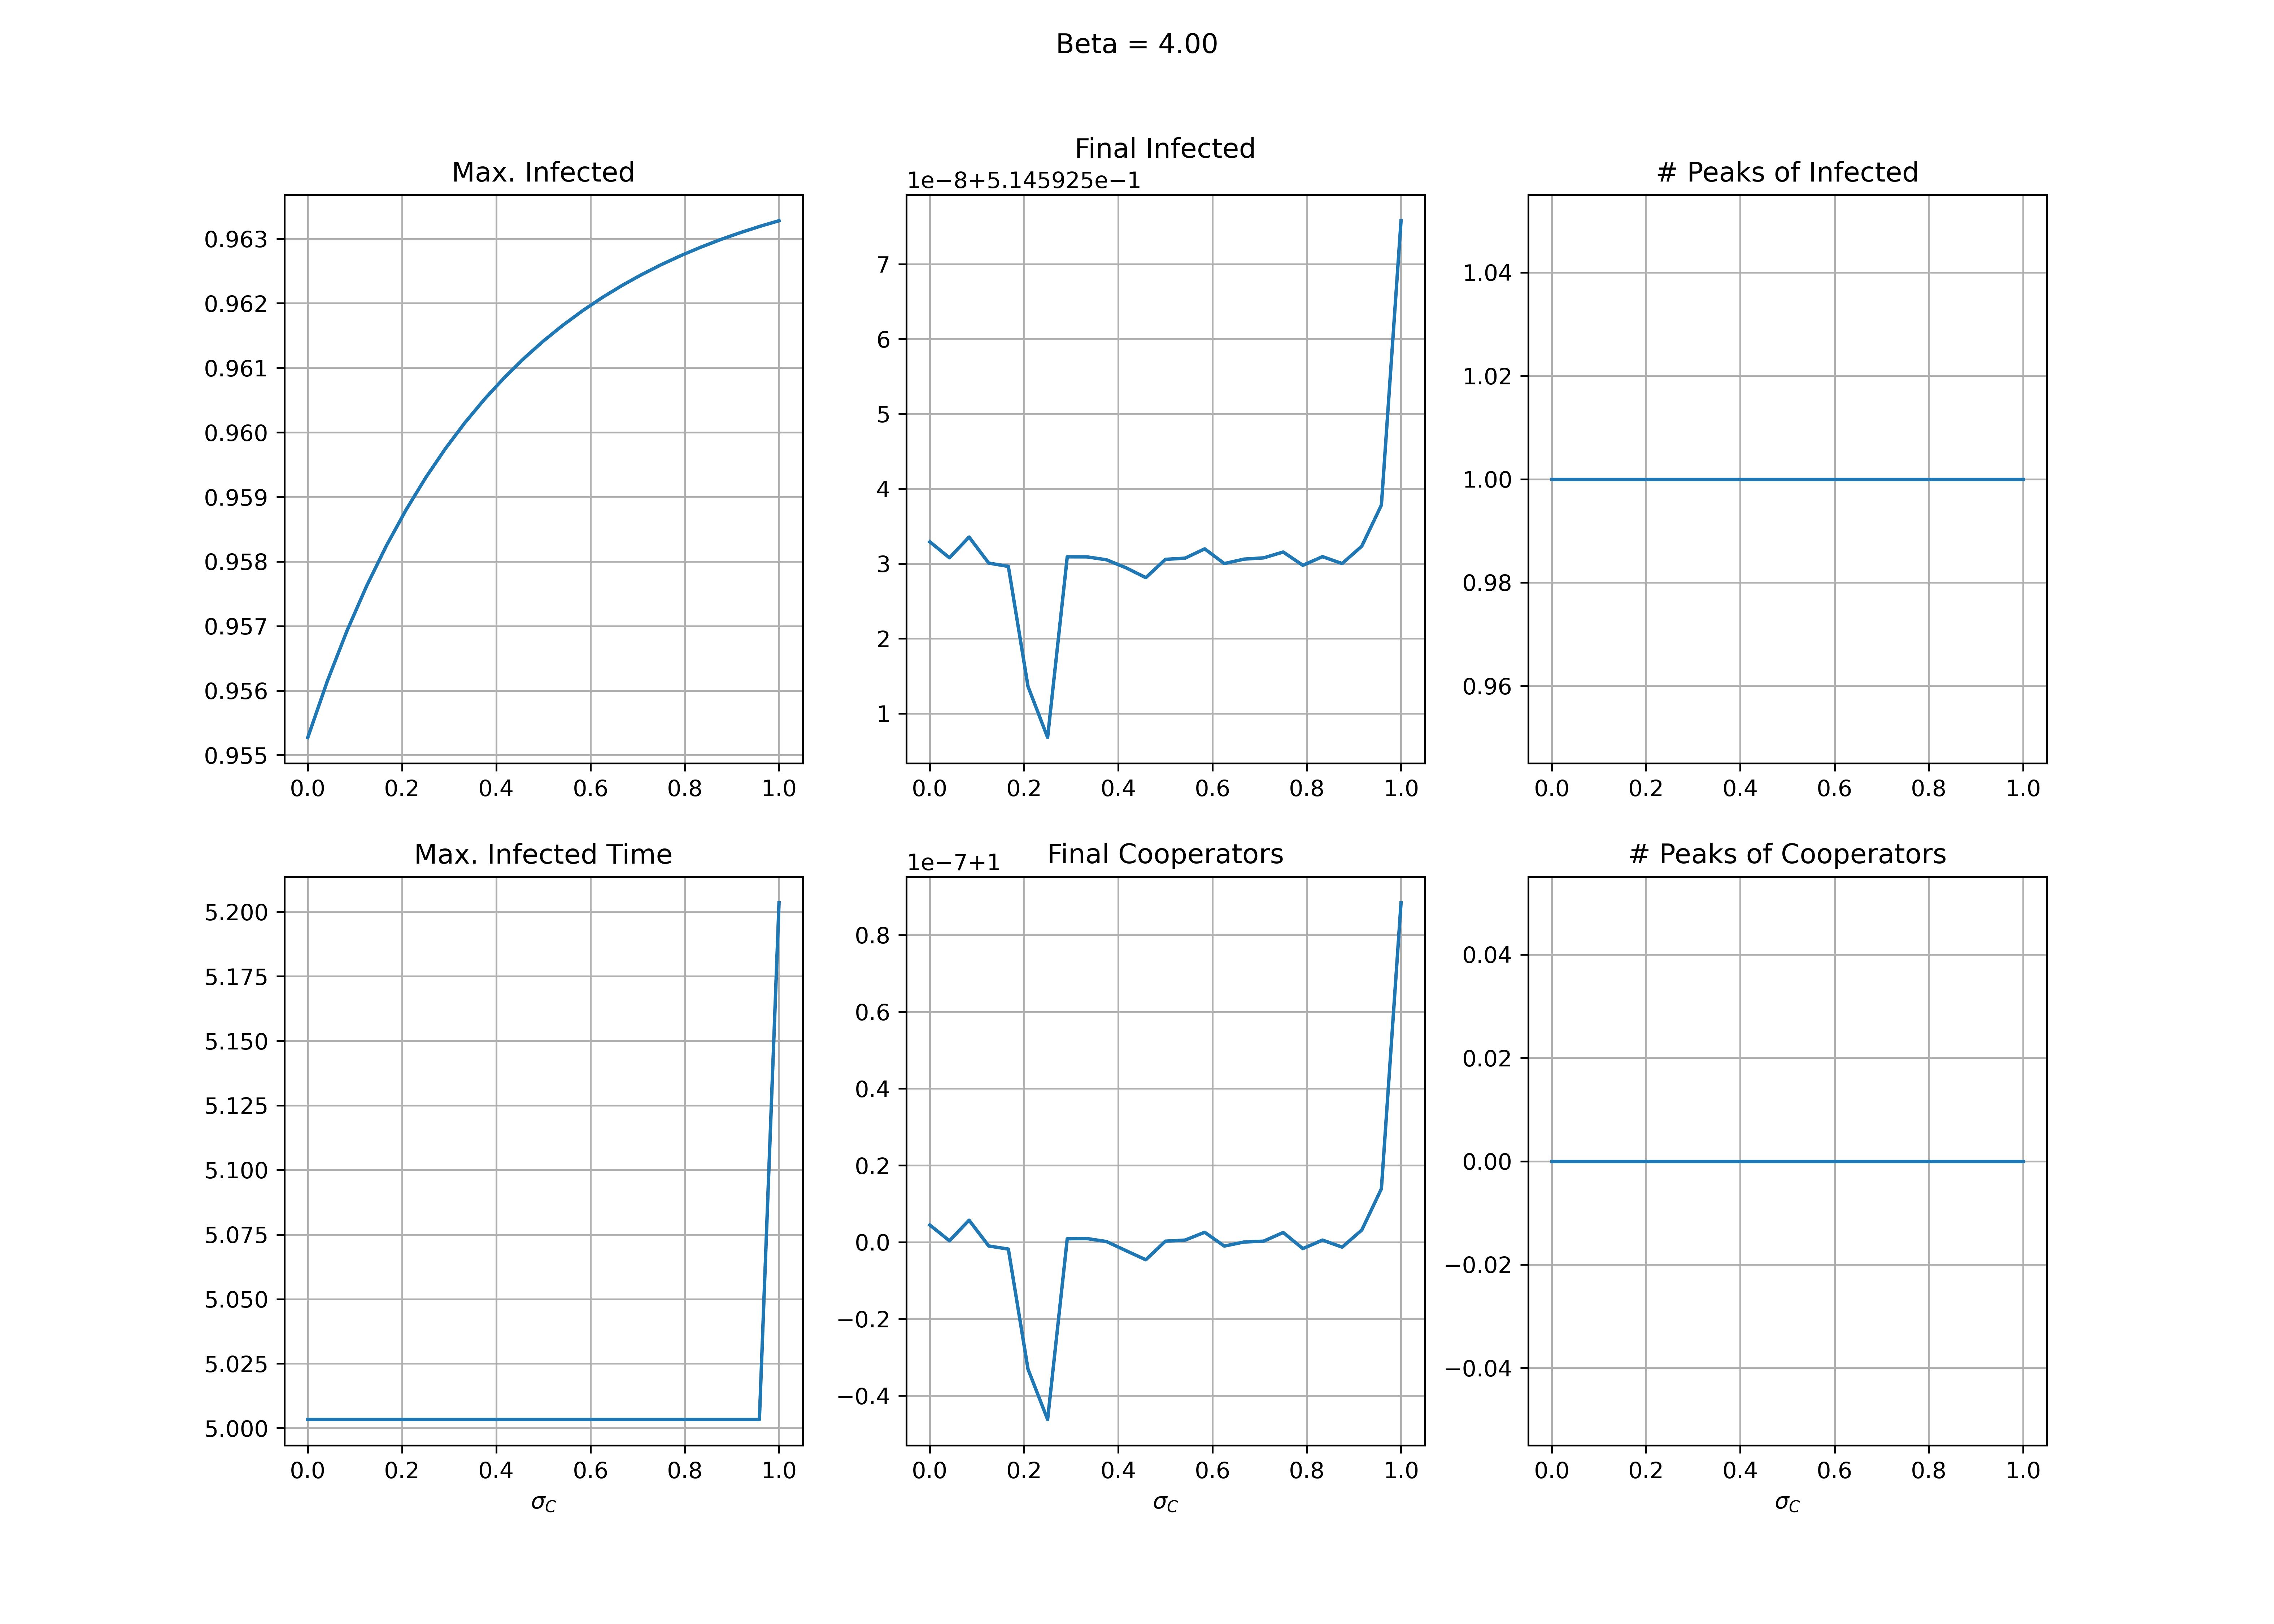 Beta = 4.00
Max. Infected
0.963
0.962
0.961
0.960
0.959
0.958
0.957
0.956
0.955
0.0 0.2 0.4 0.6 0.8 1.0
Final Infected
1e−8+5.145925e−1
7
6
5
4
3
2
1
0.0 0.2 0.4 0.6 0.8 1.0
# Peaks of Infected
1.04
1.02
1.00
0.98
0.96
0.0 0.2 0.4 0.6 0.8 1.0
Max. Infected Time
5.200
5.175
5.150
5.125
5.100
5.075
5.050
5.025
5.000
0.0 0.2 0.4 0.6 0.8 1.0
σC
Final Cooperators
1e−7+1
0.8
0.6
0.4
0.2
0.0
−0.2
−0.4
0.0 0.2 0.4 0.6 0.8 1.0
σC
# Peaks of Cooperators
0.04
0.02
0.00
−0.02
−0.04
0.0 0.2 0.4 0.6 0.8 1.0
σC